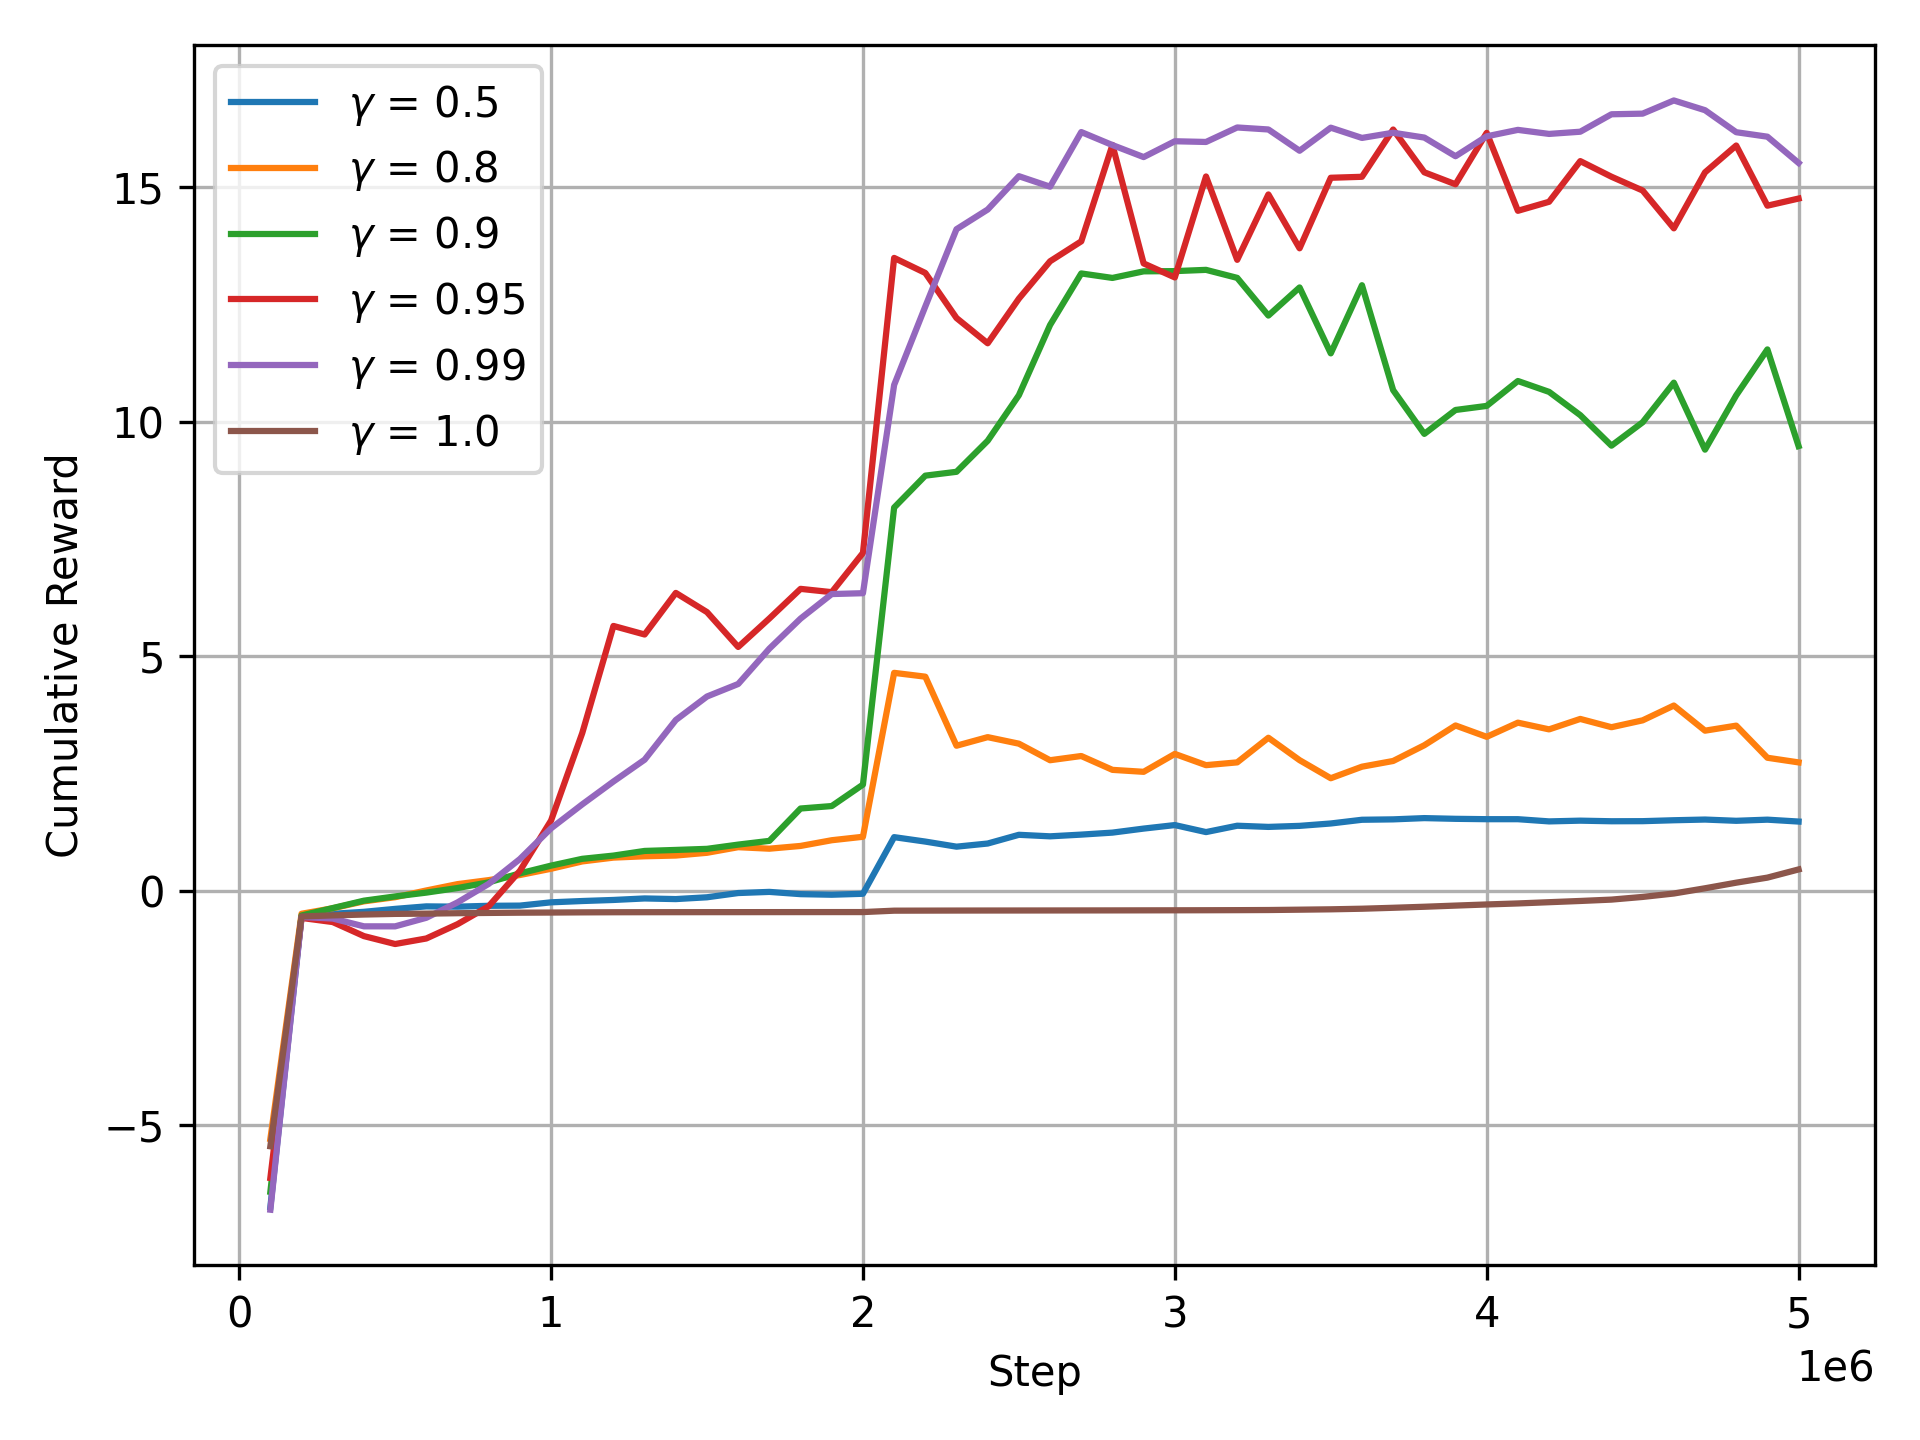 γ = 0.5
γ = 0.8
γ = 0.9
γ = 0.95
γ = 0.99
γ = 1.0
15
10
5
0
−5
Cumulative Reward
0 1 2 3 4 5
Step
1e6